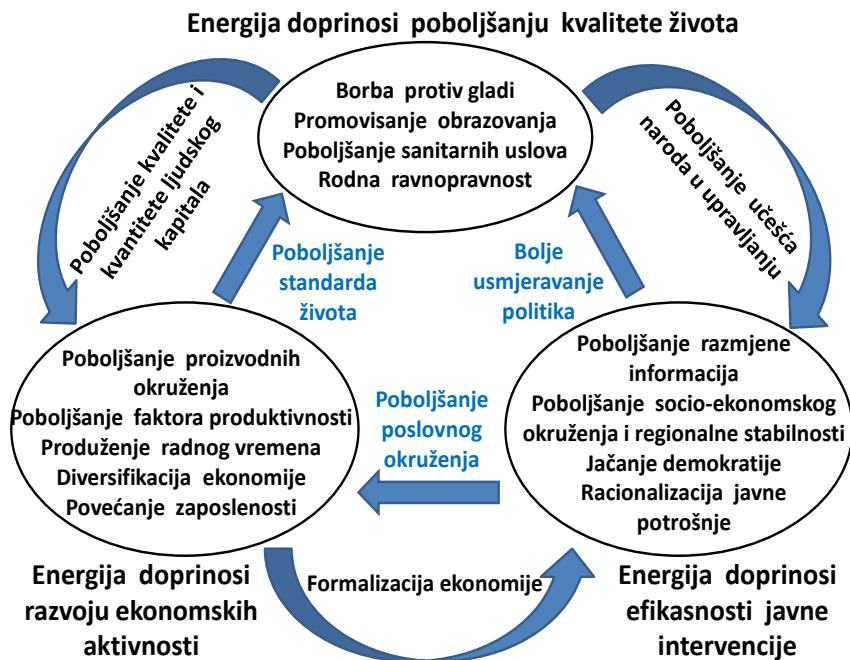 Energija doprinosi poboljšanju kvalitete života
Borba protiv gladi
Promovisanje obrazovanja
Poboljšanje sanitarnih uslova
Rodna ravnopravnost
Poboljšanje kvalitete i
kvantitete ljudskog
kapitala
Poboljšanje učešća
naroda u upravljanju
Poboljšanje
standarda
života
Bolje
usmjeravanje
politika
Poboljšanje proizvodnih
okruženja
Poboljšanje faktora produktivnosti
Produženje radnog vremena
Diversifikacija ekonomije
Povećanje zaposlenosti
Poboljšanje
poslovnog
okruženja
Poboljšanje razmjene
informacija
Poboljšanje socio-ekonomskog
okruženja i regionalne stabilnosti
Jačanje demokratije
Racionalizacija javne
potrošnje
Energija doprinosi
razvoju ekonomskih
aktivnosti
Formalizacija ekonomije
Energija doprinosi
efikasnosti javne
intervencije